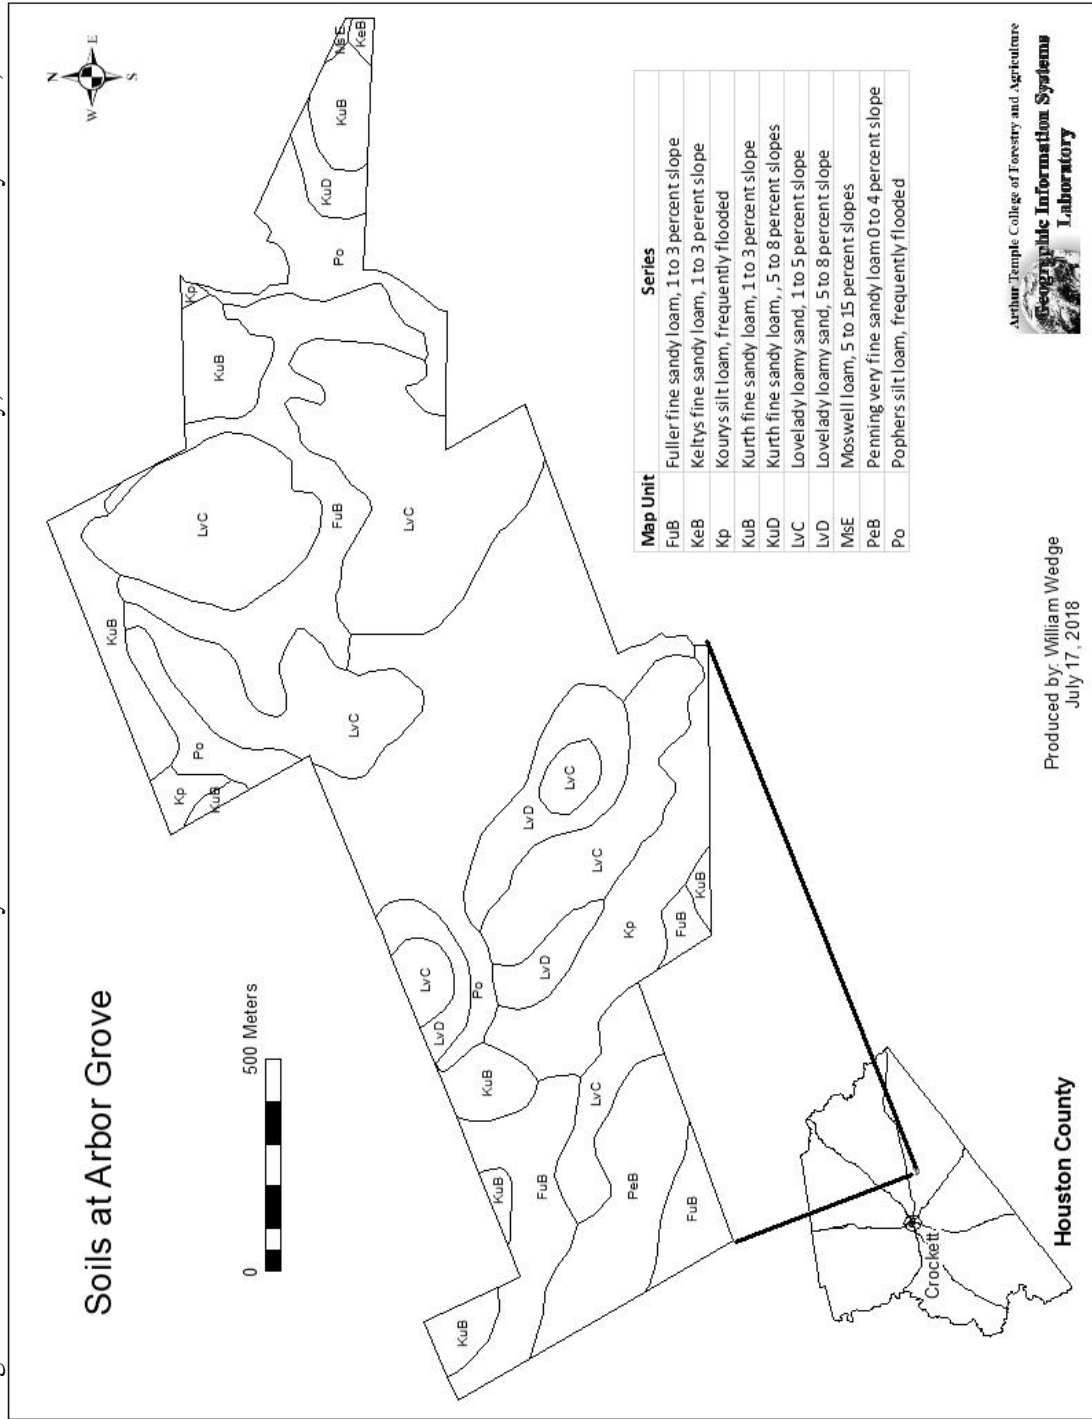 Soils at Arbor Grove
0
500 Meters
N
E
S
W
KuB
KuB
KuB
FuB
PeB
FuB
LvC
LvD
LvC
Po
LvD
Kp
FuB
KuB
LvC
LvD
LvC
Kp
KuB
Po
KuB
LvC
LvC
FuB
LvC
KuB
Kp
Po
KuD
KuB
MsE
KeB
Map Unit Series
FuB Fuller fine sandy loam, 1 to 3 percent slope
KeB Keltys fine sandy loam, 1 to 3 perent slope
Kp Kourys silt loam, frequently flooded
KuB Kurth fine sandy loam, 1 to 3 percent slope
KuD Kurth fine sandy loam, , 5 to 8 percent slopes
LvC Lovelady loamy sand, 1 to 5 percent slope
LvD Lovelady loamy sand, 5 to 8 percent slope
MsE Moswell loam, 5 to 15 percent slopes
PeB Penning very fine sandy loam 0 to 4 percent slope
Po Pophers silt loam, frequently flooded
Crockett
Houston County
Produced by: William Wedge
July 17, 2018
Arthur Temple College of Forestry and Agriculture
Geographic Information Systems
Laboratory